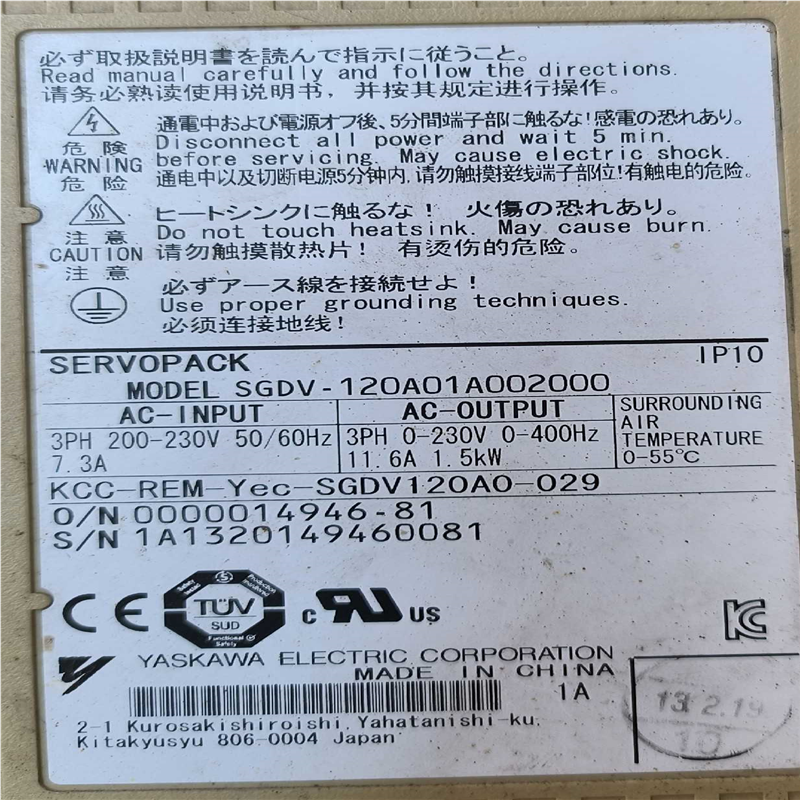 必ず取扱説明書を読んで指示に従うこと。
Read manual carefully and follow the directions.
请务必熟读使用说明书, 并按其规定进行操作。
危険
WARNING
危险
通電中および電源オフ後、5分間端子部に触るな!感電の恐れあり。
Disconnect all power and wait 5 min.
before servicing. May cause electric shock.
通电中以及切断电源5分钟内, 请勿触摸接线端子部位!有触电的危险。
注意
CAUTION
注意
ヒートシンクに触るな! 火傷の恐れあり。
Do not touch heatsink. May cause burn.
请勿触摸散热片! 有烫伤的危险。
必ずアース線を接続せよ!
Use proper grounding techniques.
必须连接地线!
SERVOPACK IP10
MODEL SGDV-120A01A002000
AC-INPUT
3PH 200-230V 50/60Hz
7.3A
AC-OUTPUT
3PH 0-230V 0-400Hz
11.6A 1.5kW
SURROUNDING
AIR
TEMPERATURE
0-55℃
KCC-REM-Yec-SGDV120A0-029
O/N 0000014946-81
S/N 1A1320149460081
CE
TÜV
SUD
Functional
Safety
c RU US
KC
YASKAWA ELECTRIC CORPORATION
MADE IN CHINA
1A
2-1 Kurosakishiroishi, Yahatanishi-ku,
Kitakyusyu 806-0004 Japan
13.2.19
10